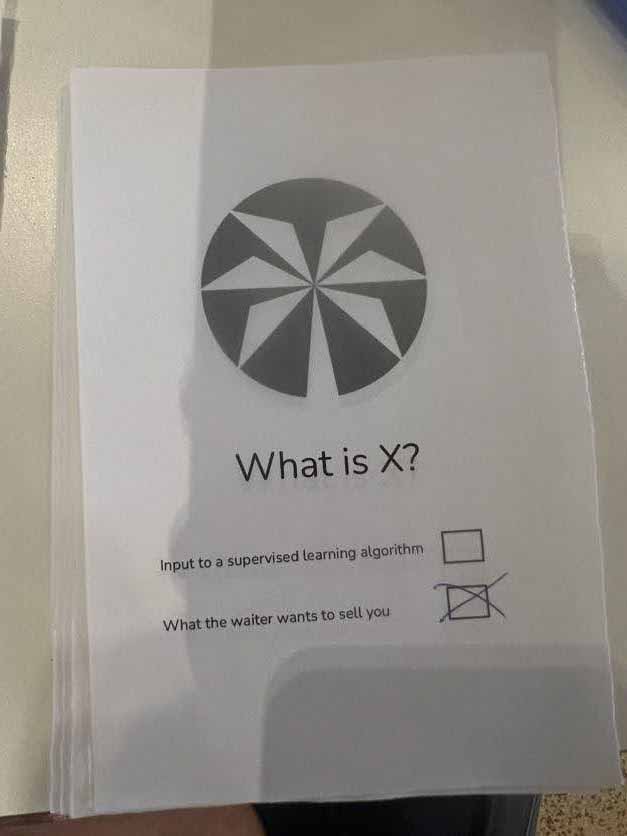 What is X?
Input to a supervised learning algorithm
What the waiter wants to sell you